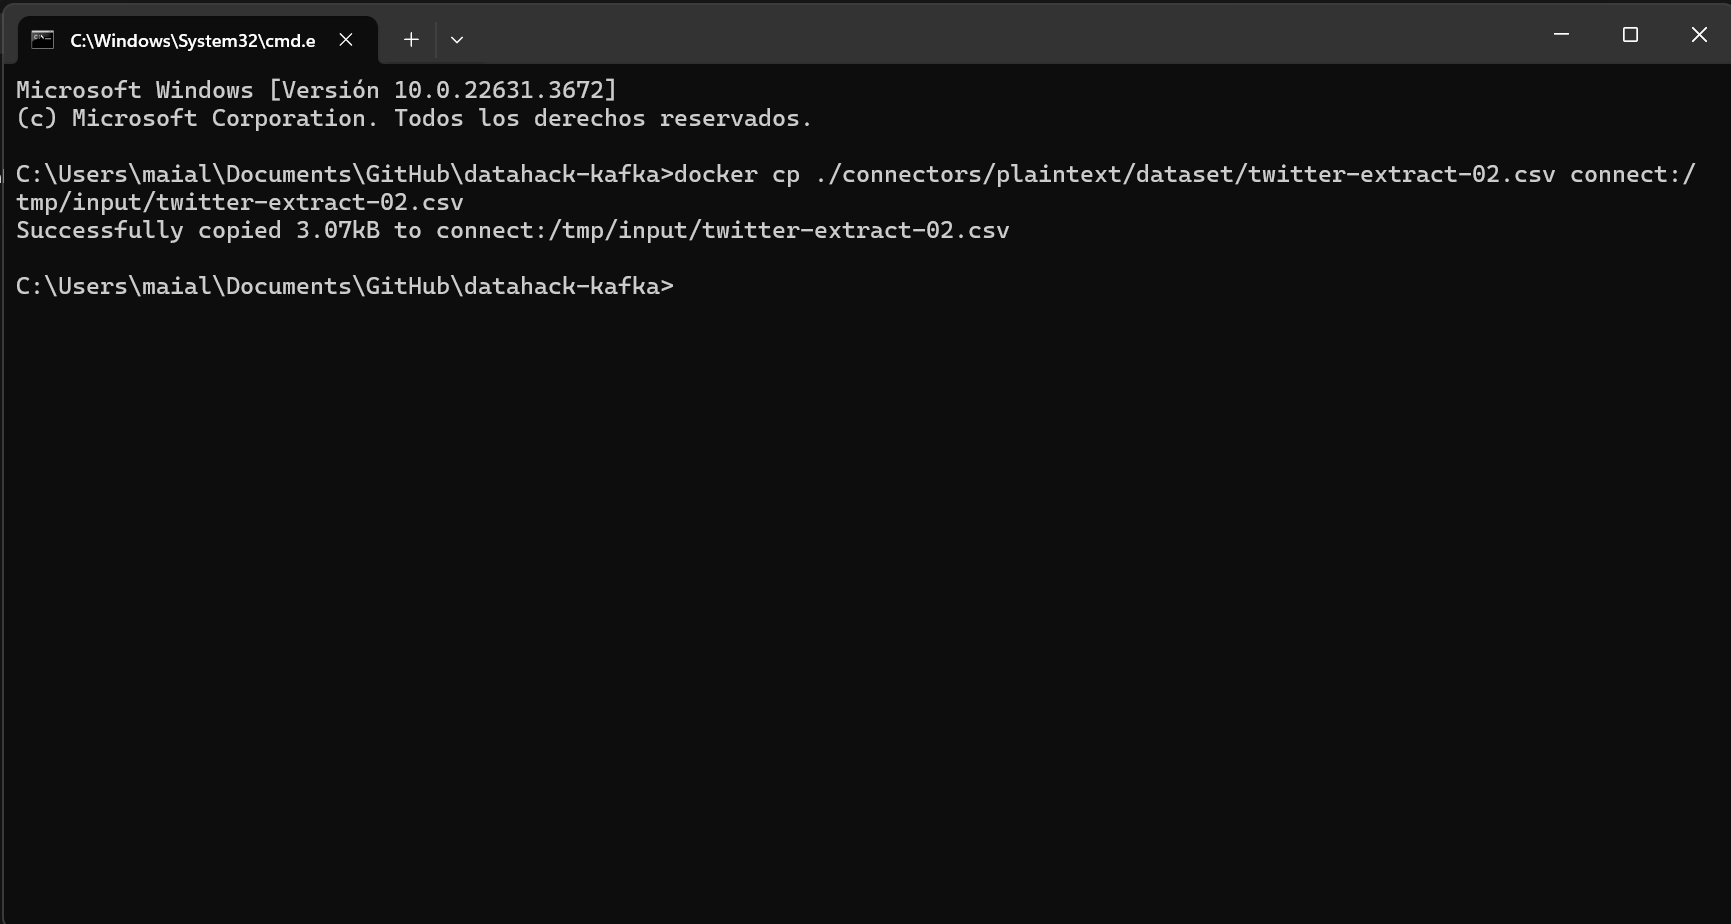 C:\Windows\System32\cmd.e
Microsoft Windows [Versión 10.0.22631.3672]
(c) Microsoft Corporation. Todos los derechos reservados.
C:\Users\maial\Documents\GitHub\datahack-kafka>docker cp ./connectors/plaintext/dataset/twitter-extract-02.csv connect:/
tmp/input/twitter-extract-02.csv
Successfully copied 3.07kB to connect:/tmp/input/twitter-extract-02.csv
C:\Users\maial\Documents\GitHub\datahack-kafka>